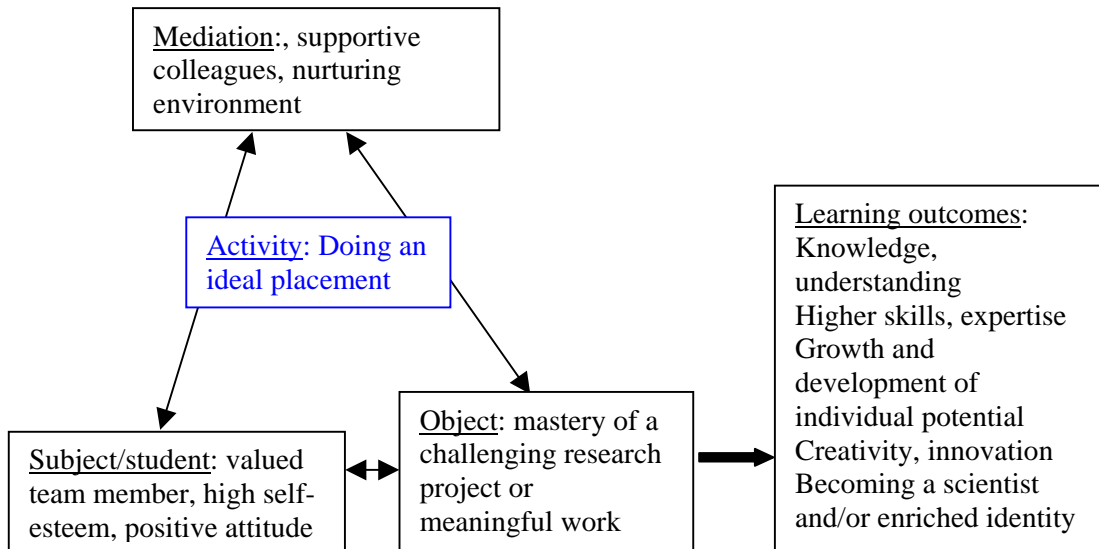 Mediation:, supportive
colleagues, nurturing
environment
Activity: Doing an
ideal placement
Subject/student: valued
team member, high self-
esteem, positive attitude
Object: mastery of a
challenging research
project or
meaningful work
Learning outcomes:
Knowledge,
understanding
Higher skills, expertise
Growth and
development of
individual potential
Creativity, innovation
Becoming a scientist
and/or enriched identity